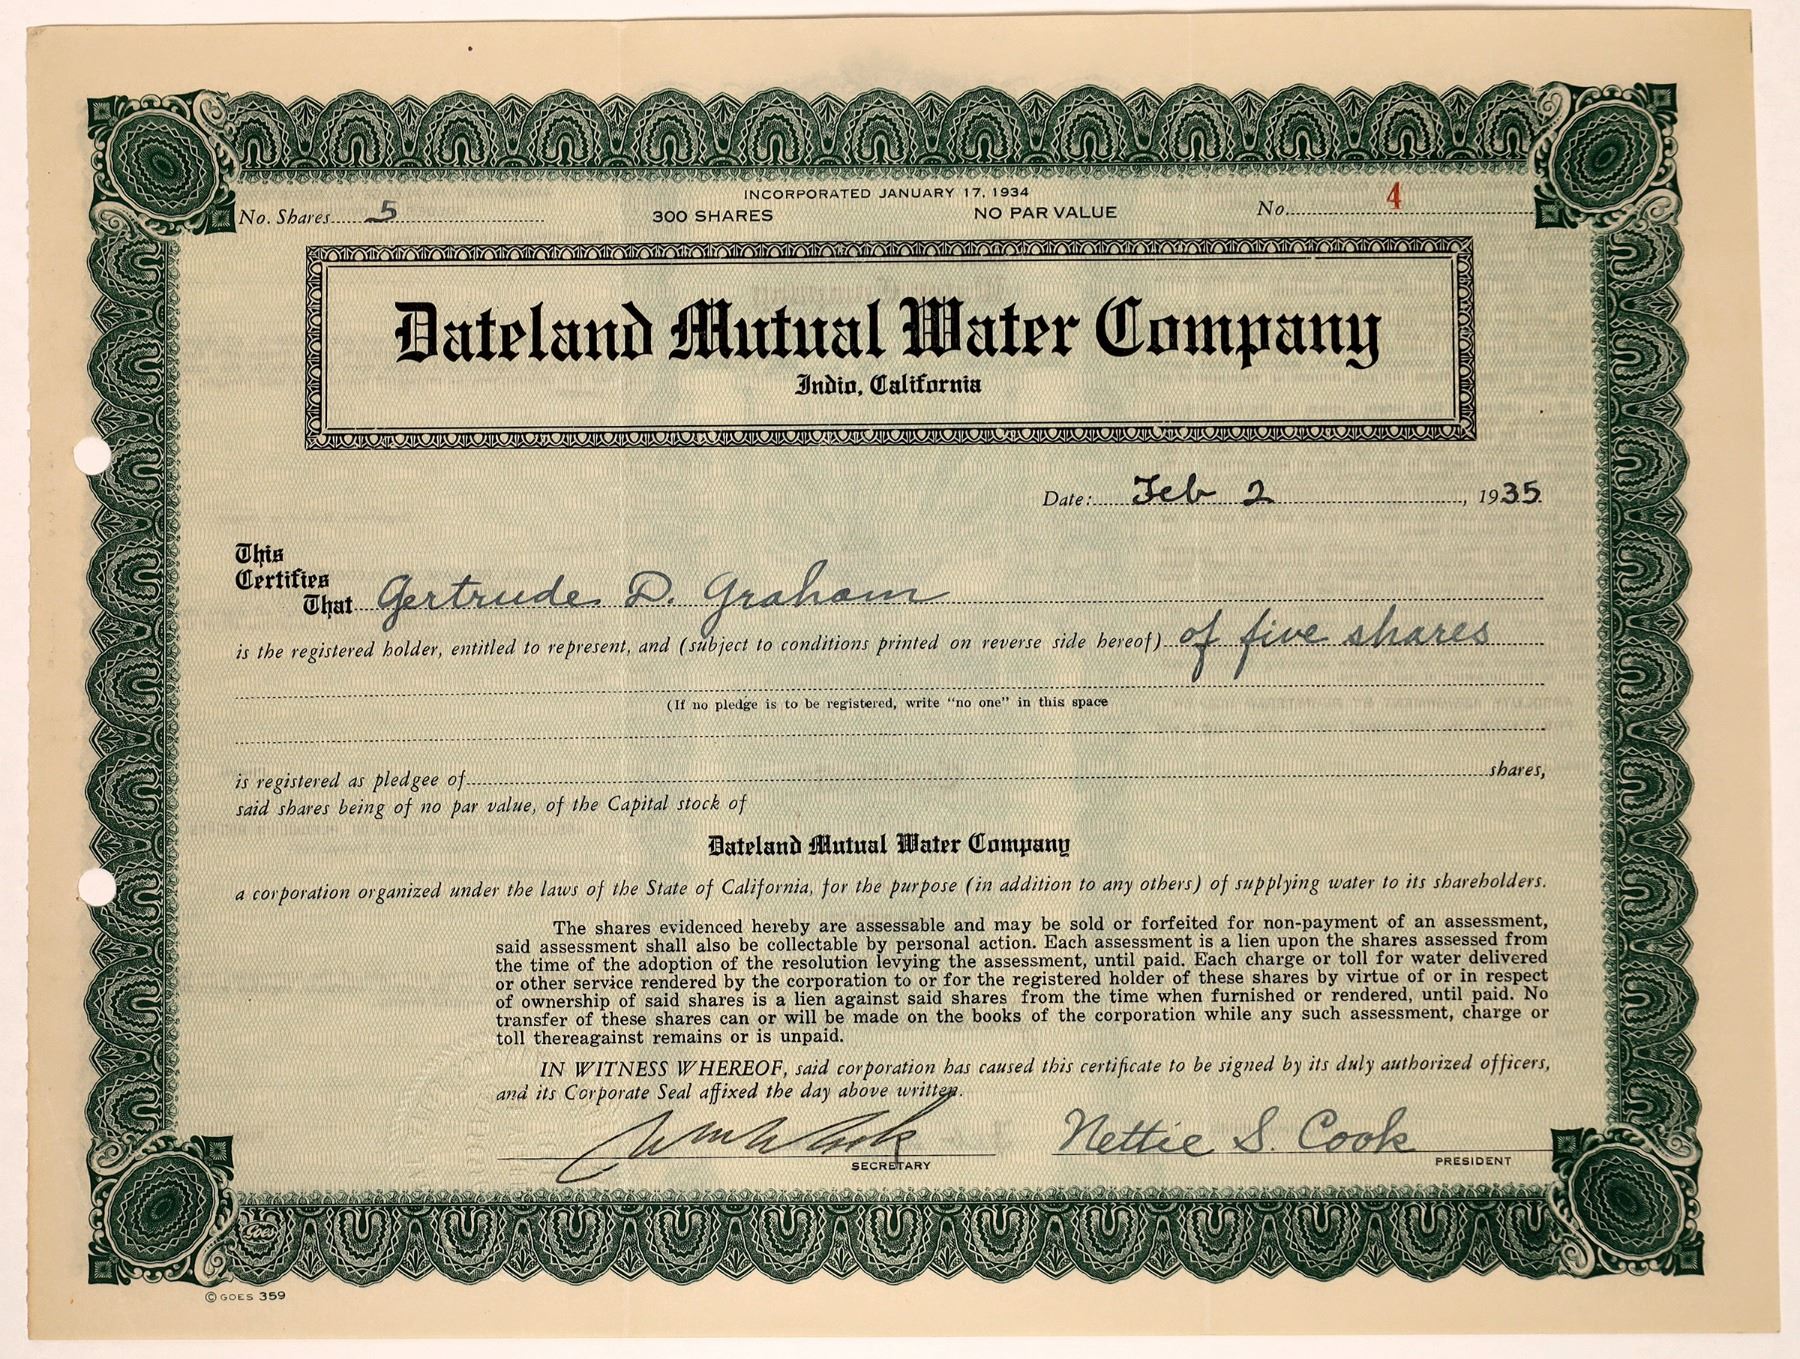 INCORPORATED JANUARY 17, 1934
No. Shares 5 300 SHARES NO PAR VALUE No. 4
Dateland Mutual Water Company
Indio, California
Date: Feb 2, 1935
This
Certifies
That Gertrude D. Graham
is the registered holder, entitled to represent, and (subject to conditions printed on reverse side hereof) of five shares
(If no pledge is to be registered, write "no one" in this space
is registered as pledgee of shares,
said shares being of no par value, of the Capital stock of
Dateland Mutual Water Company
a corporation organized under the laws of the State of California, for the purpose (in addition to any others) of supplying water to its shareholders.
The shares evidenced hereby are assessable and may be sold or forfeited for non-payment of an assessment,
said assessment shall also be collectable by personal action. Each assessment is a lien upon the shares assessed from
the time of the adoption of the resolution levying the assessment, until paid. Each charge or toll for water delivered
or other service rendered by the corporation to or for the registered holder of these shares by virtue of or in respect
of ownership of said shares is a lien against said shares from the time when furnished or rendered, until paid. No
transfer of these shares can or will be made on the books of the corporation while any such assessment, charge or
toll thereagainst remains or is unpaid.
IN WITNESS WHEREOF, said corporation has caused this certificate to be signed by its duly authorized officers,
and its Corporate Seal affixed the day above written.
Wm W Cook Nettie S. Cook
SECRETARY PRESIDENT
Goes
© GOES 359